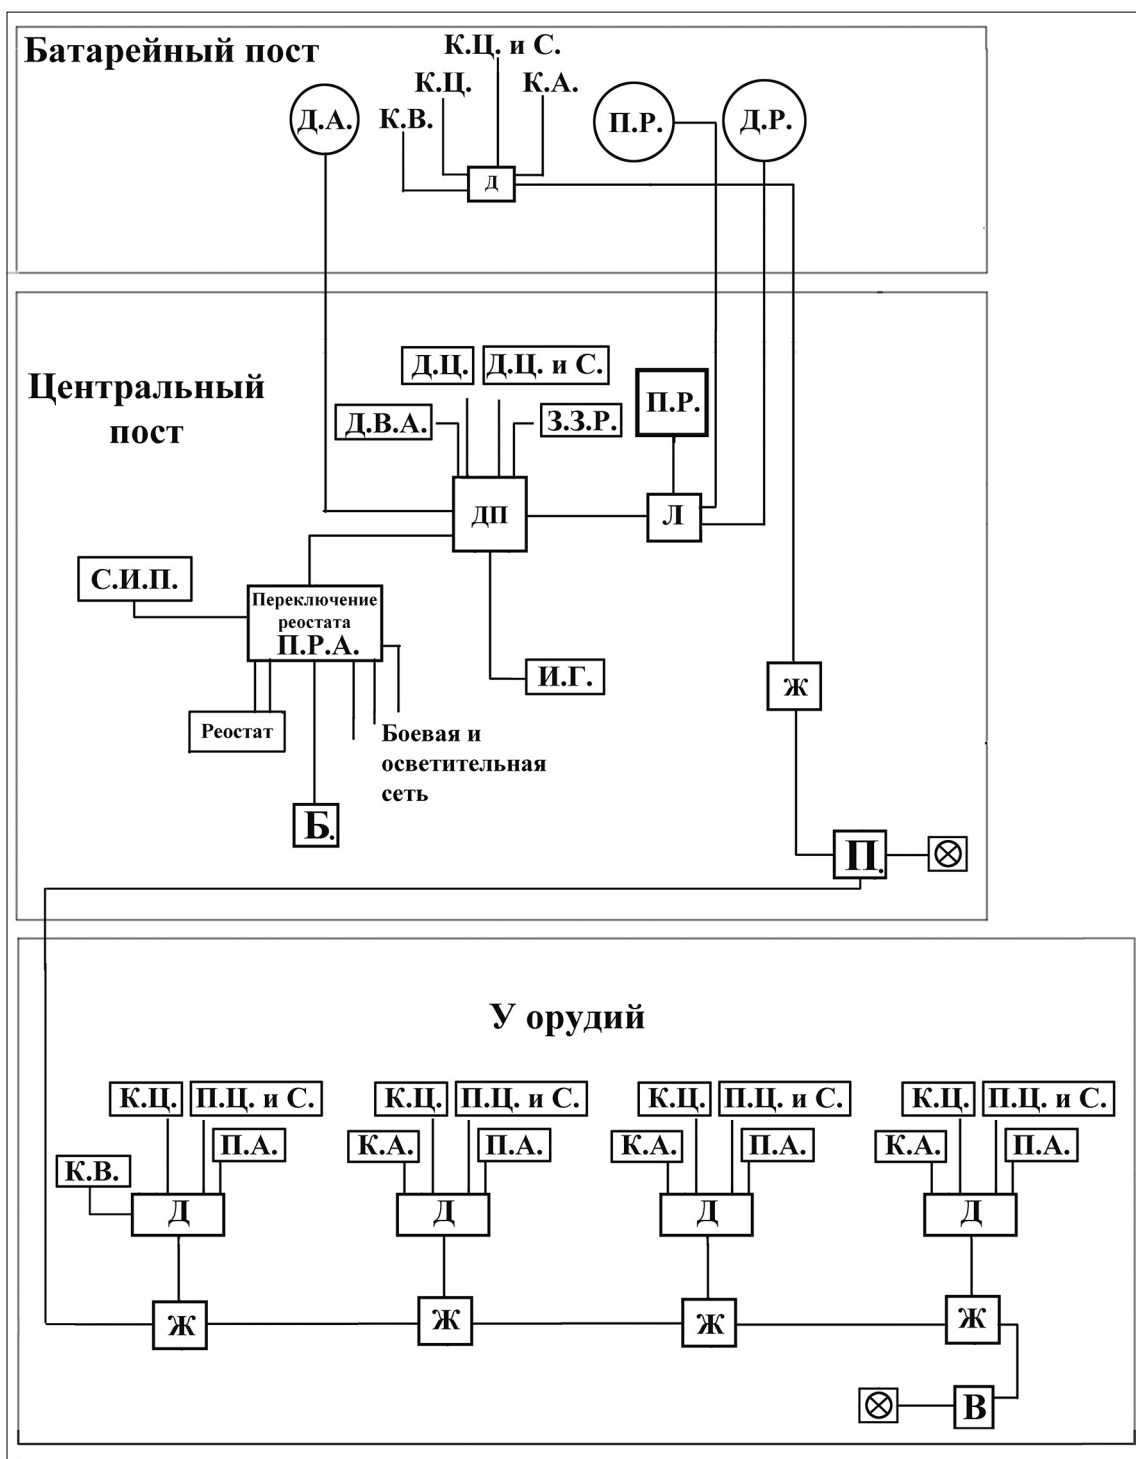 Батарейный пост
К.Ц. и С.
К.Ц.
К.А.
К.В.
Д.А.
П.Р.
Д.Р.
Д
Центральный
пост
Д.Ц.
Д.Ц. и С.
Д.В.А.
З.З.Р.
П.Р.
ДП
Л
С.И.П.
Переключение
реостата
П.Р.А.
И.Г.
Ж
Реостат
Боевая и
осветительная
сеть
Б.
П.
У орудий
К.Ц.
П.Ц. и С.
К.Ц.
П.Ц. и С.
К.Ц.
П.Ц. и С.
К.Ц.
П.Ц. и С.
К.В.
П.А.
К.А.
П.А.
К.А.
П.А.
К.А.
П.А.
Д
Д
Д
Д
Ж
Ж
Ж
Ж
В